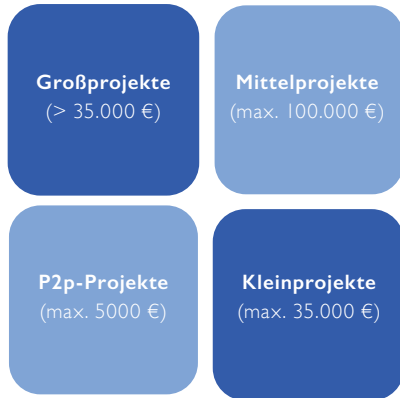 Großprojekte
(> 35.000 €)
Mittelprojekte
(max. 100.000 €)
P2p-Projekte
(max. 5000 €)
Kleinprojekte
(max. 35.000 €)